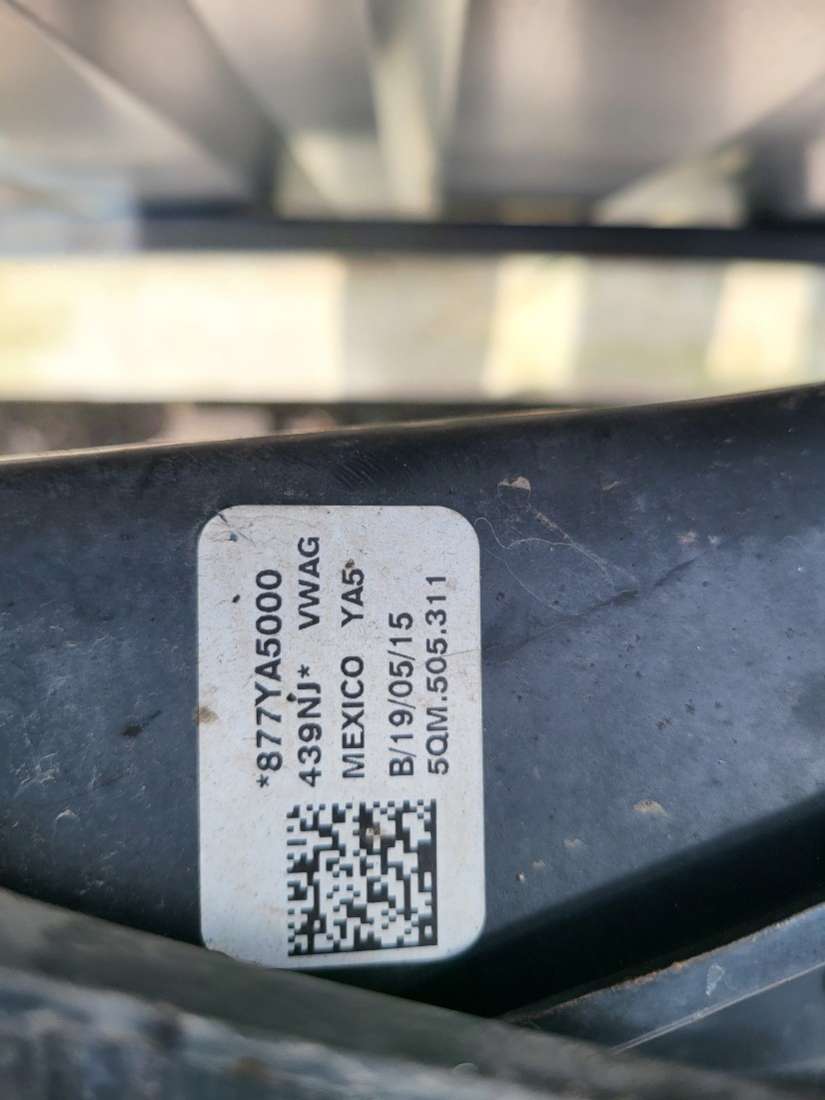 *877YA5000
439NJ* VWAG
MEXICO YA5
B/19/05/15
5QM.505.311